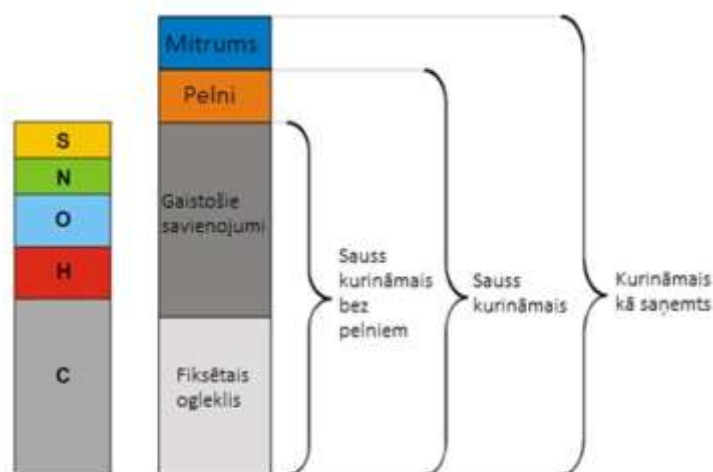 Mitrums
Pelni
S
N
O
H
C
Gaistošie
savienojumi
Fiksētais
ogleklis
Sauss
kurināmais
bez
pelniem
Sauss
kurināmais
Kurināmais
kā saņemts